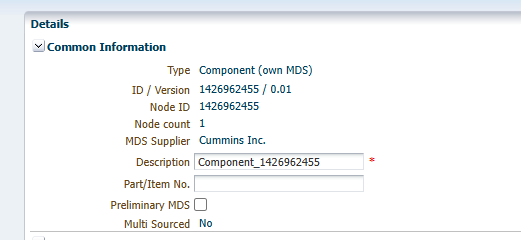 Details
Common Information
Type Component (own MDS)
ID / Version 1426962455 / 0.01
Node ID 1426962455
Node count 1
MDS Supplier Cummins Inc.
Description Component_1426962455 *
Part/Item No.
Preliminary MDS
Multi Sourced No